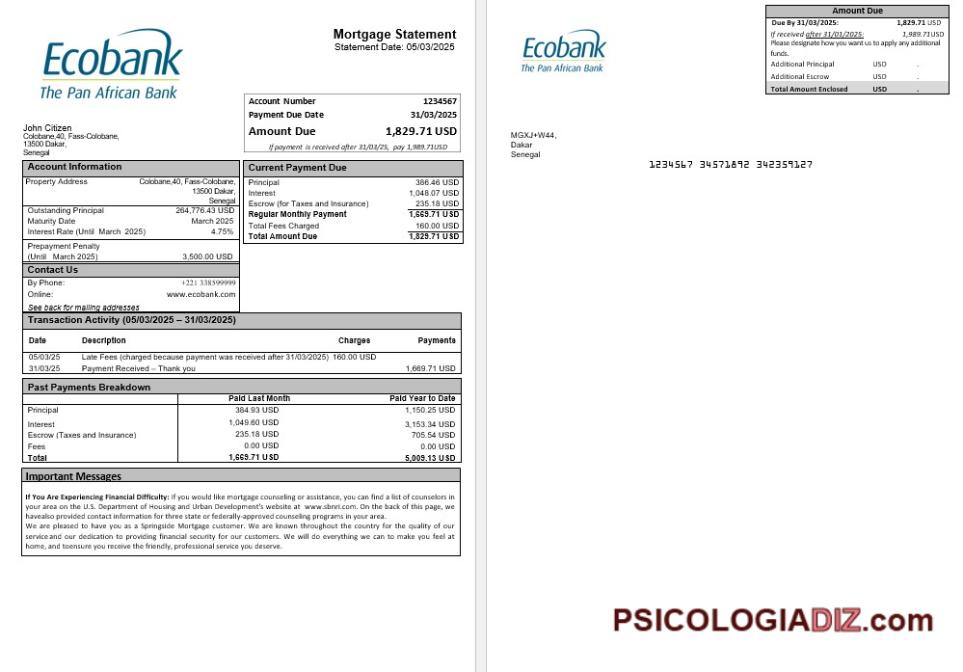 Ecobank
The Pan African Bank
Mortgage Statement
Statement Date: 05/03/2025
Account Number 1234567
Payment Due Date 31/03/2025
Amount Due 1,829.71 USD
If payment is received after 31/03/25, pay 1,989.71USD
John Citizen
Colobane,40, Fass-Colobane,
13500 Dakar,
Senegal
Account Information
Property Address Colobane,40, Fass-Colobane,
13500 Dakar,
Senegal
Outstanding Principal 264,776.43 USD
Maturity Date March 2025
Interest Rate (Until March 2025) 4.75%
Prepayment Penalty
(Until March 2025) 3,500.00 USD
Contact Us
By Phone: +221 338599999
Online: www.ecobank.com
See back for mailing addresses
Current Payment Due
Principal 386.46 USD
Interest 1,048.07 USD
Escrow (for Taxes and Insurance) 235.18 USD
Regular Monthly Payment 1,669.71 USD
Total Fees Charged 160.00 USD
Total Amount Due 1,829.71 USD
Transaction Activity (05/03/2025 – 31/03/2025)
Date Description Charges Payments
05/03/25 Late Fees (charged because payment was received after 31/03/2025) 160.00 USD
31/03/25 Payment Received – Thank you 1,669.71 USD
Past Payments Breakdown
Paid Last Month Paid Year to Date
Principal 384.93 USD 1,150.25 USD
Interest 1,049.60 USD 3,153.34 USD
Escrow (Taxes and Insurance) 235.18 USD 705.54 USD
Fees 0.00 USD 0.00 USD
Total 1,669.71 USD 5,009.13 USD
Important Messages
If You Are Experiencing Financial Difficulty: If you would like mortgage counseling or assistance, you can find a list of counselors in
your area on the U.S. Department of Housing and Urban Development's website at www.sbnri.com. On the back of this page, we
havealso provided contact information for three state or federally-approved counseling programs in your area.
We are pleased to have you as a Springside Mortgage customer. We are known throughout the country for the quality of our
service and our dedication to providing financial security for our customers. We will do everything we can to make you feel at
home, and toensure you receive the friendly, professional service you deserve.
Ecobank
The Pan African Bank
Amount Due
Due By 31/03/2025: 1,829.71 USD
If received after 31/01/2025: 1,989.71USD
Please designate how you want us to apply any additional
funds.
Additional Principal USD .
Additional Escrow USD .
Total Amount Enclosed USD .
MGXJ+W44,
Dakar
Senegal
1234567 34571892 342359127
PSICOLOGIADIZ.com